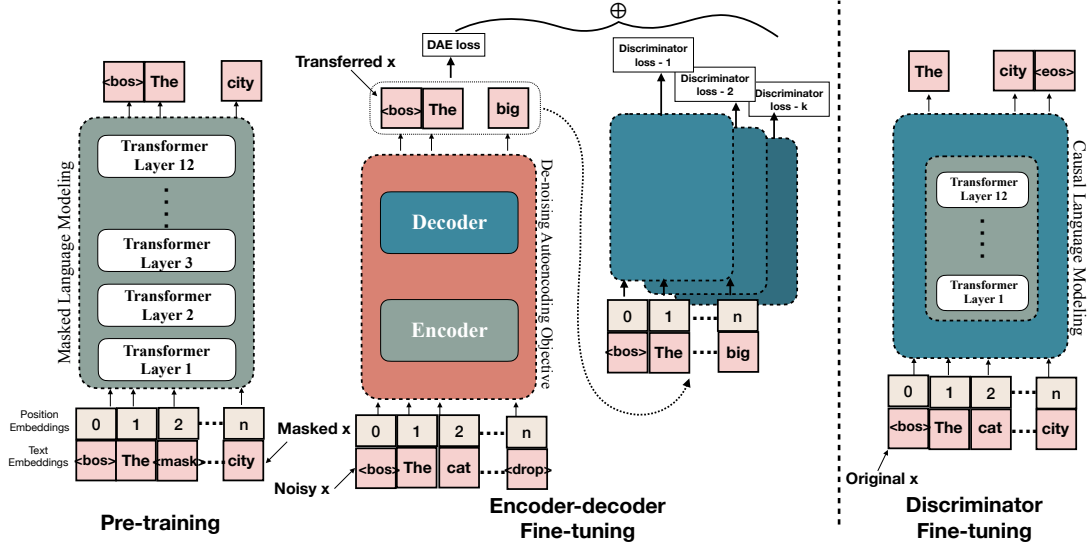 <bos> The city
Transformer
Layer 12
Transformer
Layer 3
Transformer
Layer 2
Transformer
Layer 1
Masked Language Modeling
Position
Embeddings
0 1 2 n
Text
Embeddings
<bos> The <mask> city
Masked x
Pre-training
⊕
DAE loss
Transferred x
<bos> The big
Decoder
Encoder
De-noising Autoencoding Objective
0 1 2 n
<bos> The cat <drop>
Noisy x
Encoder-decoder
Fine-tuning
Discriminator
loss - 1
Discriminator
loss - 2
Discriminator
loss - k
0 1 n
<bos> The big
The city <eos>
Transformer
Layer 12
Transformer
Layer 1
Causal Language Modeling
0 1 2 n
<bos> The cat city
Original x
Discriminator
Fine-tuning